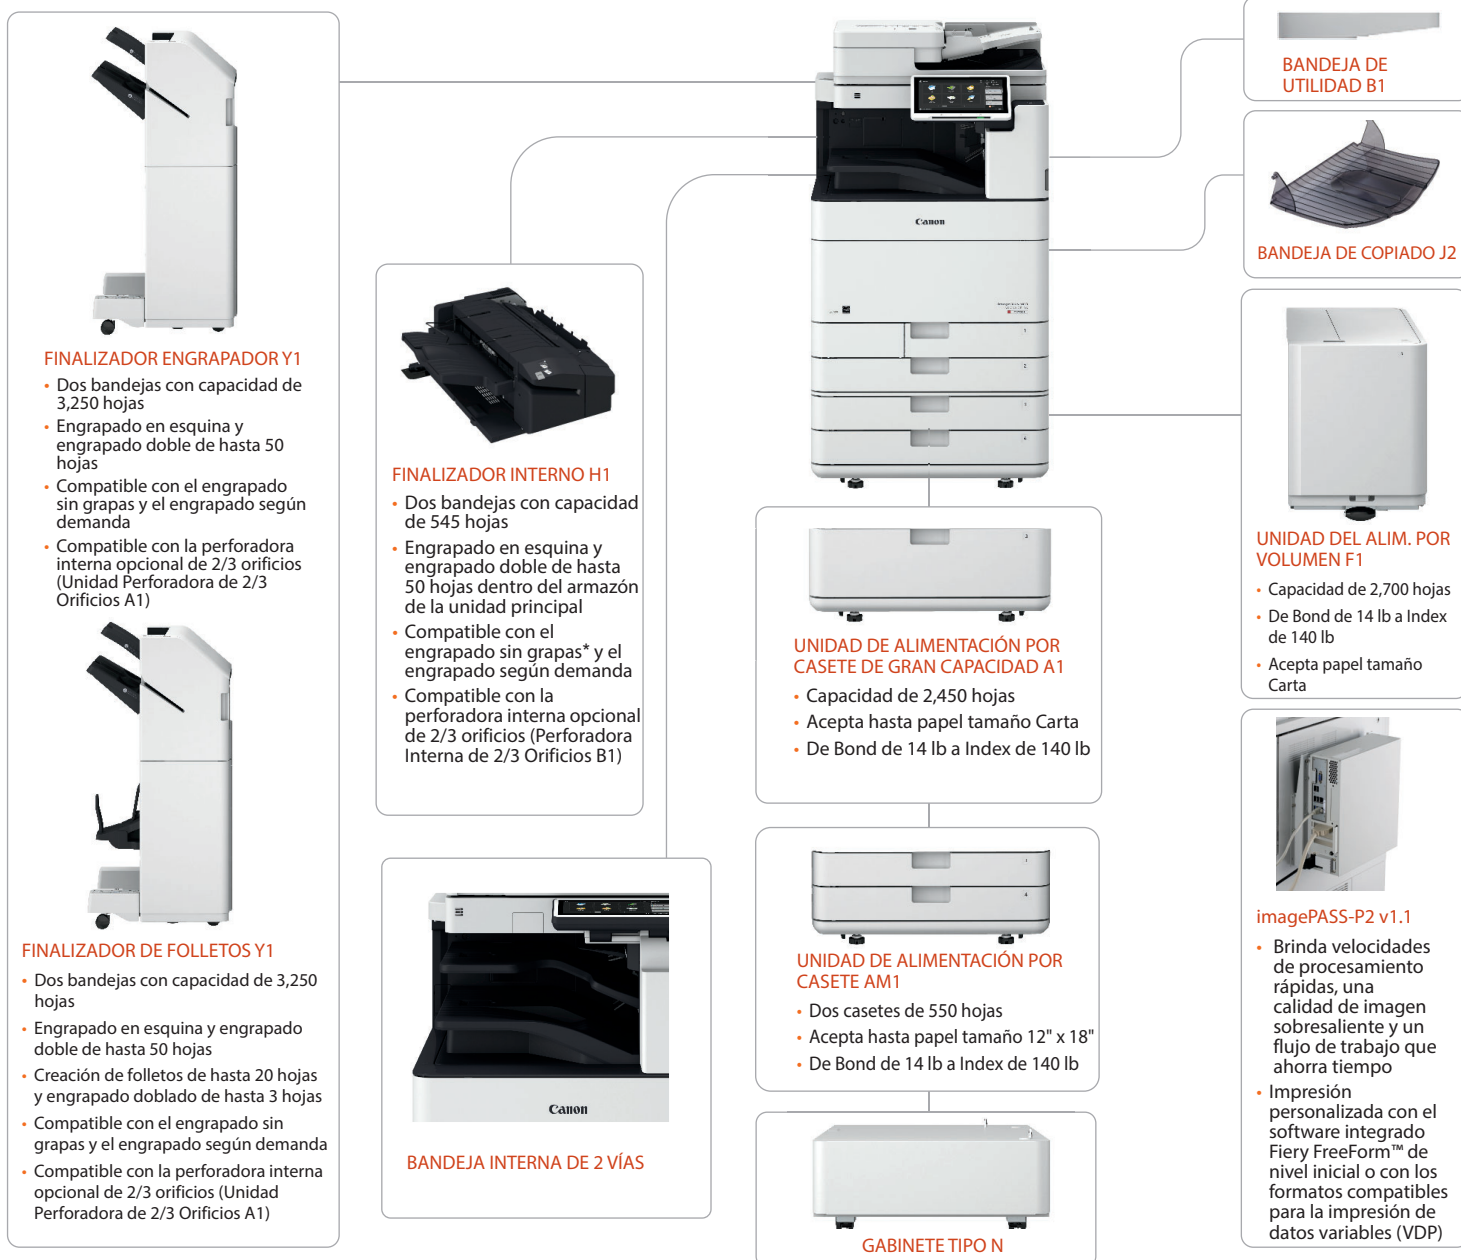 FINALIZADOR ENGRAPADOR Y1
• Dos bandejas con capacidad de
3,250 hojas
• Engrapado en esquina y
engrapado doble de hasta 50
hojas
• Compatible con el engrapado
sin grapas y el engrapado según
demanda
• Compatible con la perforadora
interna opcional de 2/3 orificios
(Unidad Perforadora de 2/3
Orificios A1)
FINALIZADOR DE FOLLETOS Y1
• Dos bandejas con capacidad de 3,250
hojas
• Engrapado en esquina y engrapado
doble de hasta 50 hojas
• Creación de folletos de hasta 20 hojas
y engrapado doblado de hasta 3 hojas
• Compatible con el engrapado sin
grapas y el engrapado según demanda
• Compatible con la perforadora interna
opcional de 2/3 orificios (Unidad
Perforadora de 2/3 Orificios A1)
FINALIZADOR INTERNO H1
• Dos bandejas con capacidad
de 545 hojas
• Engrapado en esquina y
engrapado doble de hasta
50 hojas dentro del armazón
de la unidad principal
• Compatible con el
engrapado sin grapas* y el
engrapado según demanda
• Compatible con la
perforadora interna opcional
de 2/3 orificios (Perforadora
Interna de 2/3 Orificios B1)
Canon
BANDEJA INTERNA DE 2 VÍAS
Canon
1
2
3
4
3
UNIDAD DE ALIMENTACIÓN POR
CASETE DE GRAN CAPACIDAD A1
• Capacidad de 2,450 hojas
• Acepta hasta papel tamaño Carta
• De Bond de 14 lb a Index de 140 lb
3
4
UNIDAD DE ALIMENTACIÓN POR
CASETE AM1
• Dos casetes de 550 hojas
• Acepta hasta papel tamaño 12" x 18"
• De Bond de 14 lb a Index de 140 lb
GABINETE TIPO N
BANDEJA DE
UTILIDAD B1
BANDEJA DE COPIADO J2
UNIDAD DEL ALIM. POR
VOLUMEN F1
• Capacidad de 2,700 hojas
• De Bond de 14 lb a Index
de 140 lb
• Acepta papel tamaño
Carta
imagePASS-P2 v1.1
• Brinda velocidades
de procesamiento
rápidas, una
calidad de imagen
sobresaliente y un
flujo de trabajo que
ahorra tiempo
• Impresión
personalizada con el
software integrado
Fiery FreeForm™ de
nivel inicial o con los
formatos compatibles
para la impresión de
datos variables (VDP)